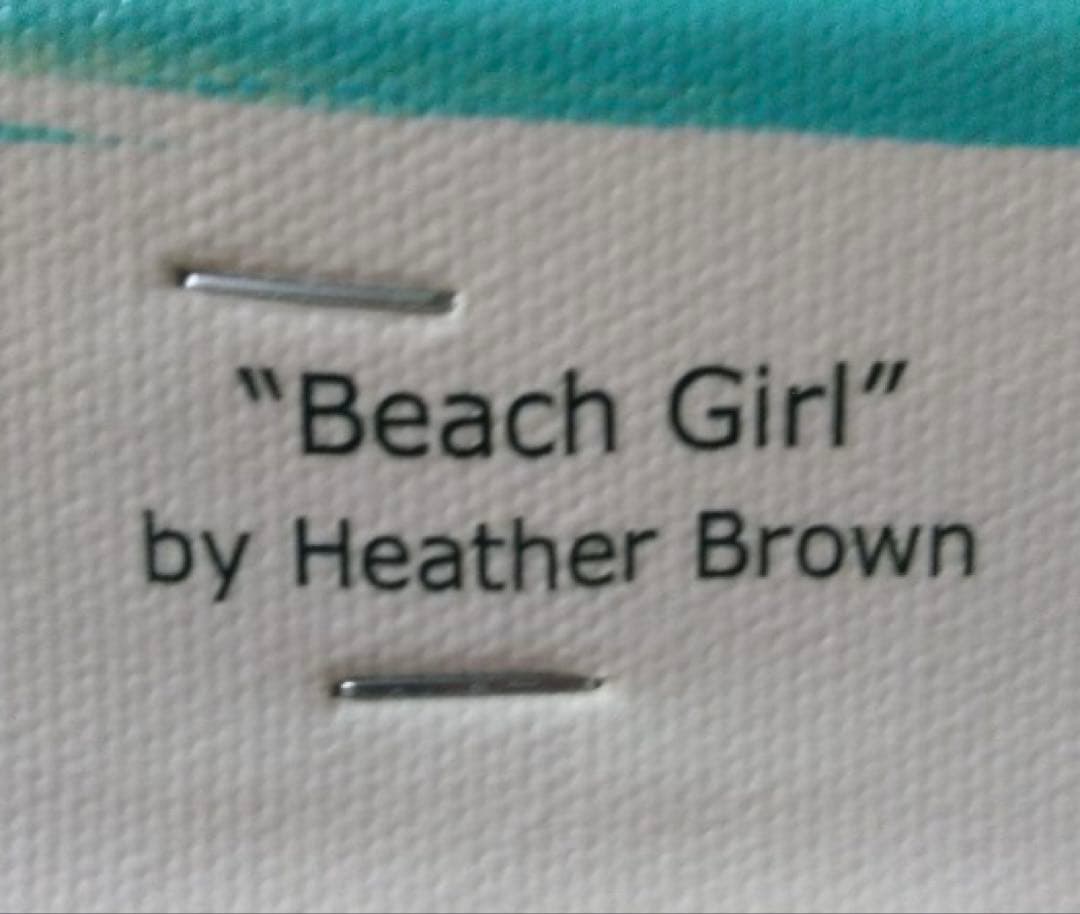 “Beach Girl”
by Heather Brown